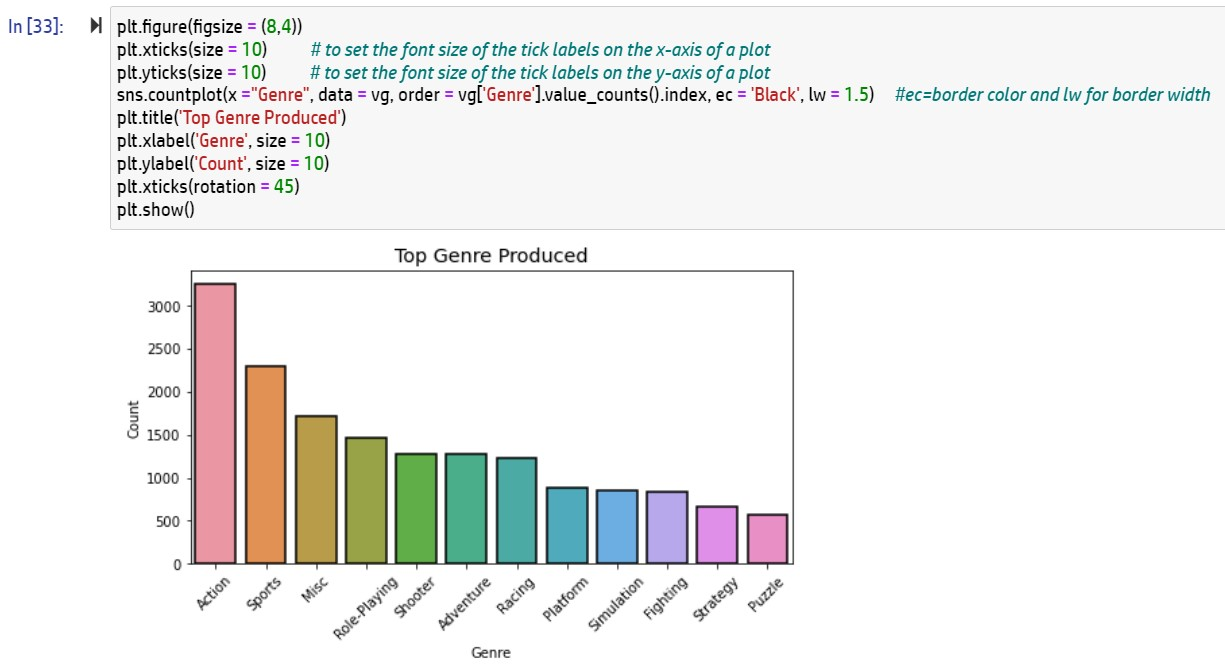 In [33]:
plt.figure(figsize = (8,4))
plt.xticks(size = 10) # to set the font size of the tick labels on the x-axis of a plot
plt.yticks(size = 10) # to set the font size of the tick labels on the y-axis of a plot
sns.countplot(x ="Genre", data = vg, order = vg['Genre'].value_counts().index, ec = 'Black', lw = 1.5) #ec=border color and lw for border width
plt.title('Top Genre Produced')
plt.xlabel('Genre', size = 10)
plt.ylabel('Count', size = 10)
plt.xticks(rotation = 45)
plt.show()
Top Genre Produced
3000
2500
2000
1500
1000
500
0
Count
Action
Sports
Misc
Role-Playing
Shooter
Adventure
Racing
Platform
Simulation
Fighting
Strategy
Puzzle
Genre